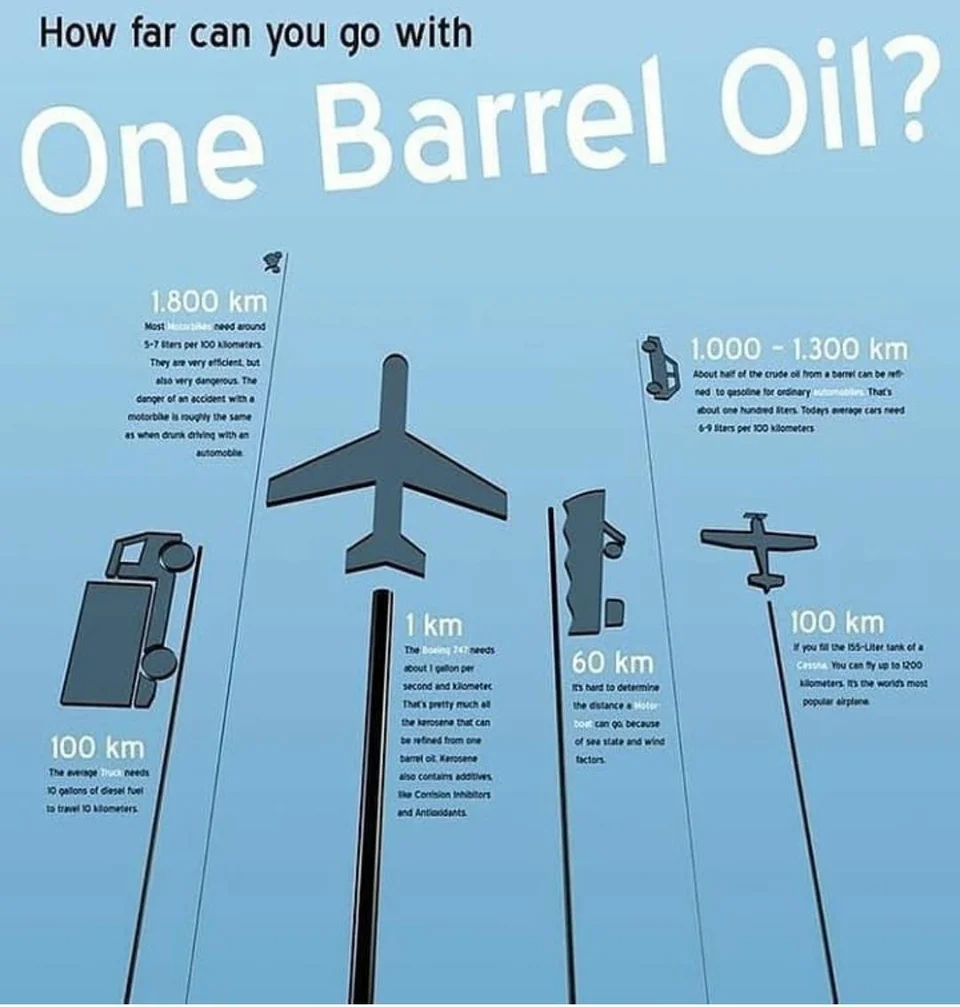 How far can you go with
One Barrel Oil?
1.800 km
Most Motorbikes need around
5-7 liters per 100 kilometers.
They are very efficient, but
also very dangerous. The
danger of an accident with a
motorbike is roughly the same
as when drunk driving with an
automobile.
1.000 - 1.300 km
About half of the crude oil from a barrel can be refi-
ned to gasoline for ordinary automobiles. That's
about one hundred liters. Todays average cars need
6-9 liters per 100 kilometers
100 km
The average Truck needs
10 gallons of diesel fuel
to travel 10 kilometers.
1 km
The Boeing 747 needs
about 1 gallon per
second and kilometer.
That's pretty much all
the kerosene that can
be refined from one
barrel oil. Kerosene
also contains additives,
like Corrision Inhibitors
and Antioxidants.
60 km
It's hard to determine
the distance a Motor-
boat can go, because
of sea state and wind
factors.
100 km
If you fill the 155-Liter tank of a
Cessna, You can fly up to 1200
kilometers. It's the world's most
popular airplane.